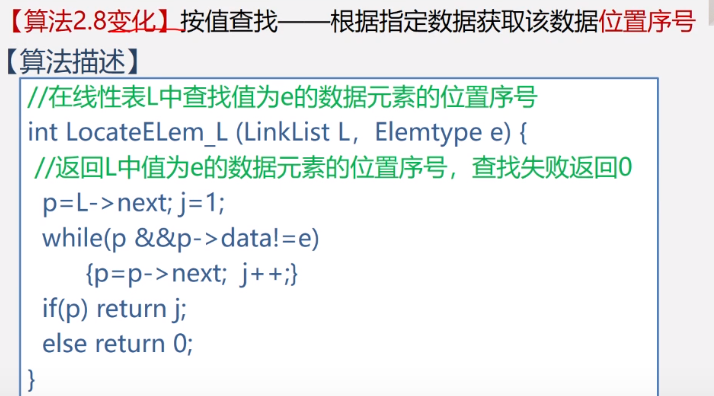 【算法2.8变化】按值查找——根据指定数据获取该数据位置序号
【算法描述】
//在线性表L中查找值为e的数据元素的位置序号
int LocateELem_L (LinkList L，Elemtype e) {
//返回L中值为e的数据元素的位置序号，查找失败返回0
p=L->next; j=1;
while(p &&p->data!=e)
{p=p->next; j++;}
if(p) return j;
else return 0;
}